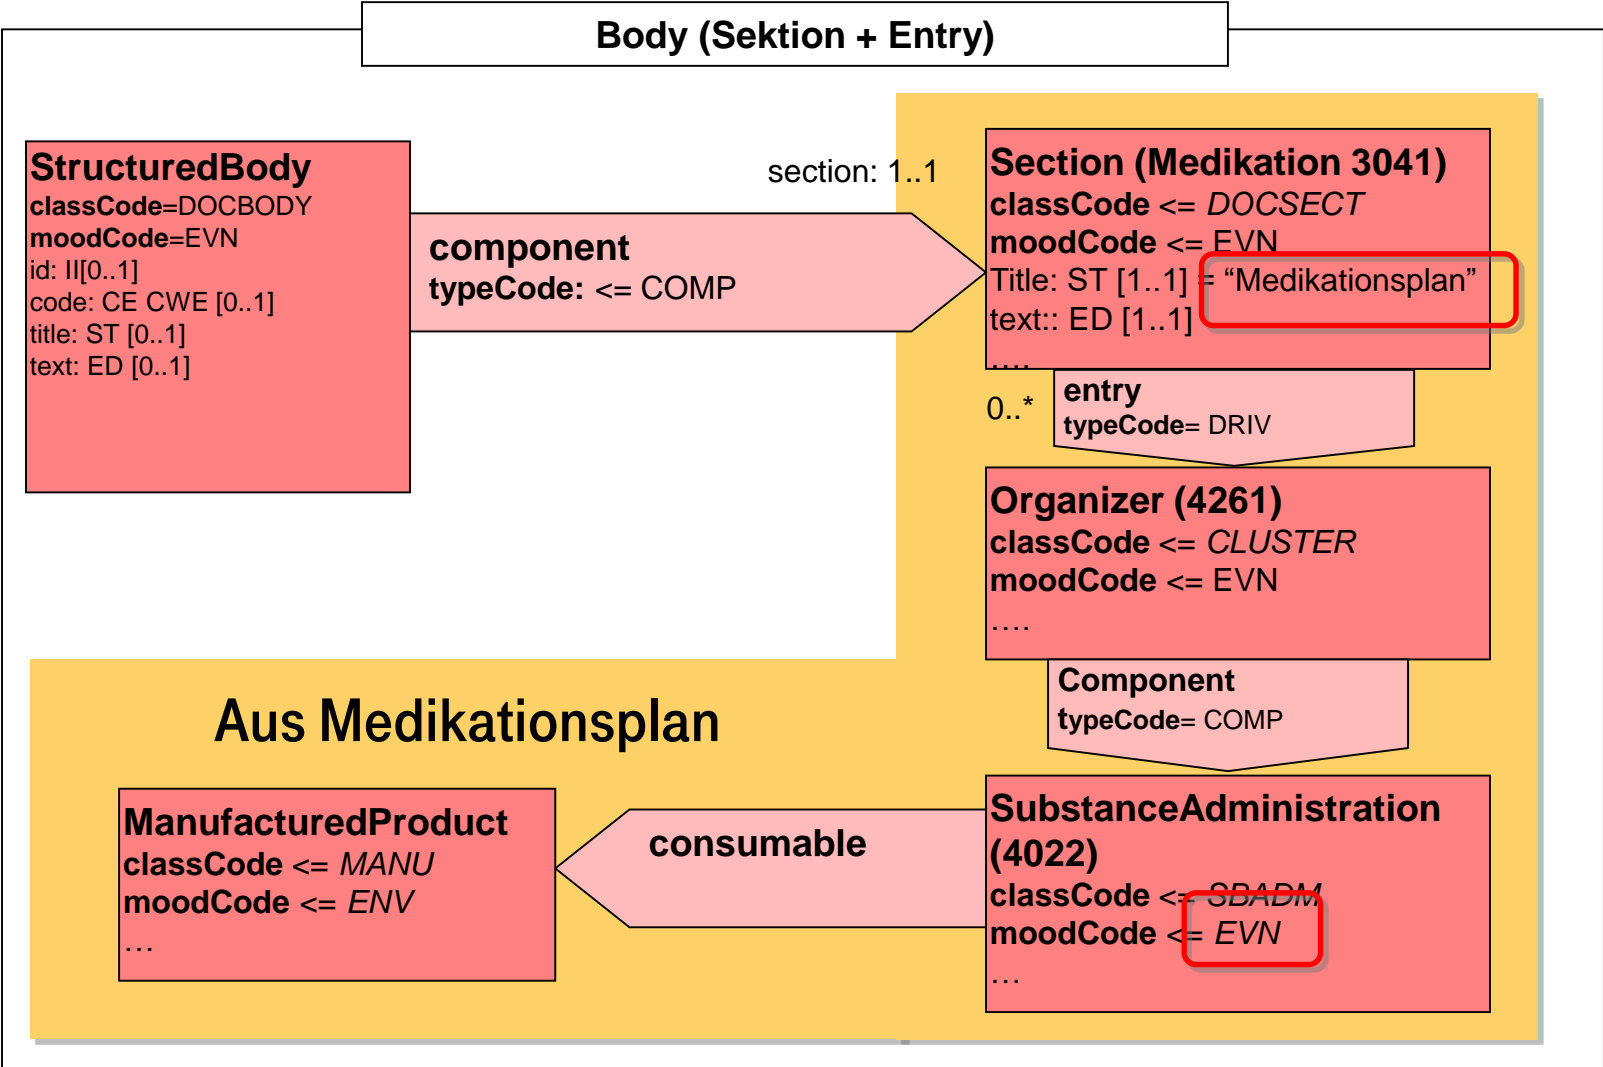 Body (Sektion + Entry)
StructuredBody
classCode=DOCBODY
moodCode=EVN
id: II[0..1]
code: CE CWE [0..1]
title: ST [0..1]
text: ED [0..1]
component
typeCode: <= COMP
section: 1..1
Section (Medikation 3041)
classCode <= DOCSECT
moodCode <= EVN
Title: ST [1..1] = “Medikationsplan”
text:: ED [1..1]
….
0..*
entry
typeCode= DRIV
Organizer (4261)
classCode <= CLUSTER
moodCode <= EVN
….
Component
typeCode= COMP
SubstanceAdministration
(4022)
classCode <= SBADM
moodCode <= EVN
…
consumable
Aus Medikationsplan
ManufacturedProduct
classCode <= MANU
moodCode <= ENV
…